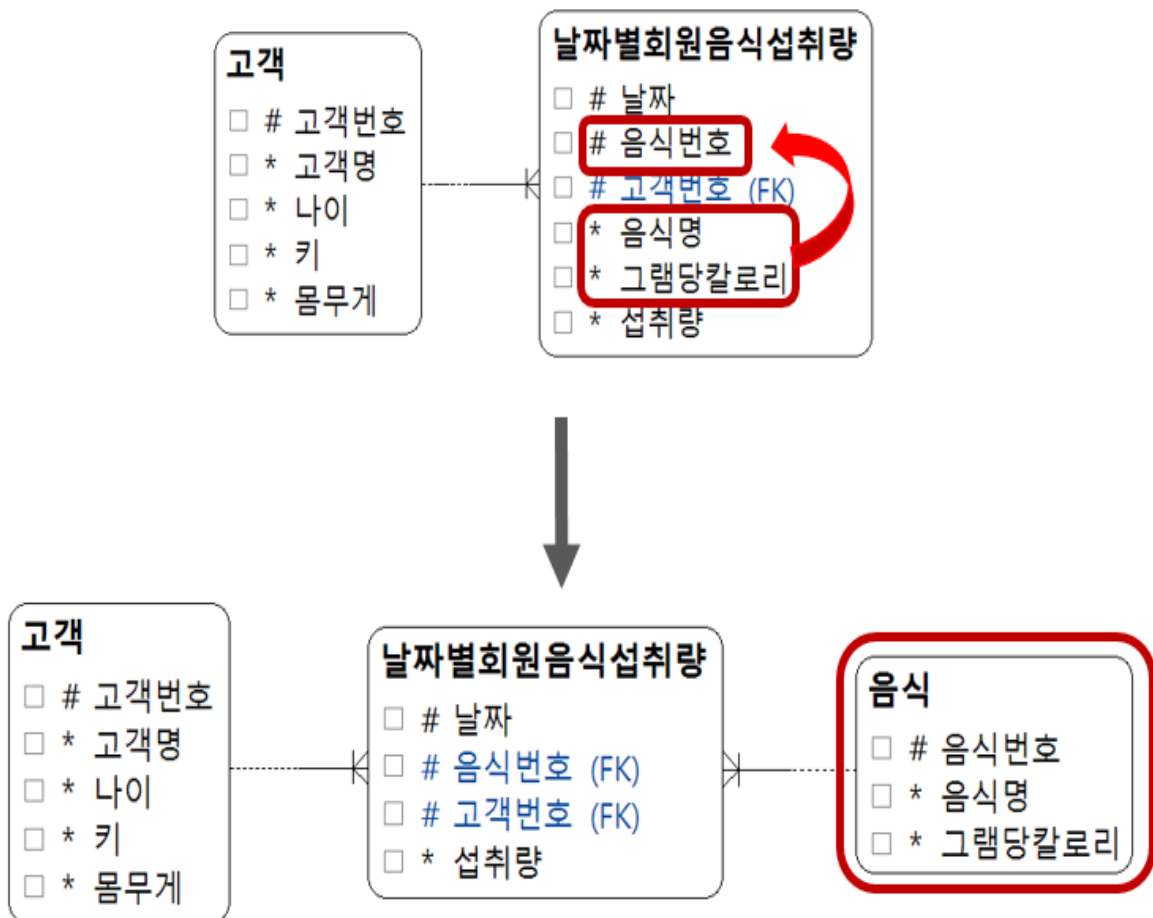 고객
□ # 고객번호
□ * 고객명
□ * 나이
□ * 키
□ * 몸무게
날짜별회원음식섭취량
□ # 날짜
□ # 음식번호
□ # 고객번호 (FK)
□ * 음식명
□ * 그램당칼로리
□ * 섭취량
고객
□ # 고객번호
□ * 고객명
□ * 나이
□ * 키
□ * 몸무게
날짜별회원음식섭취량
□ # 날짜
□ # 음식번호 (FK)
□ # 고객번호 (FK)
□ * 섭취량
음식
□ # 음식번호
□ * 음식명
□ * 그램당칼로리